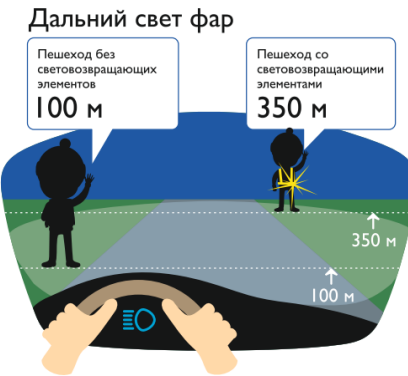 Дальний свет фар
Пешеход без
световозвращающих
элементов
100 м
Пешеход со
световозвращающими
элементами
350 м
350 м
100 м